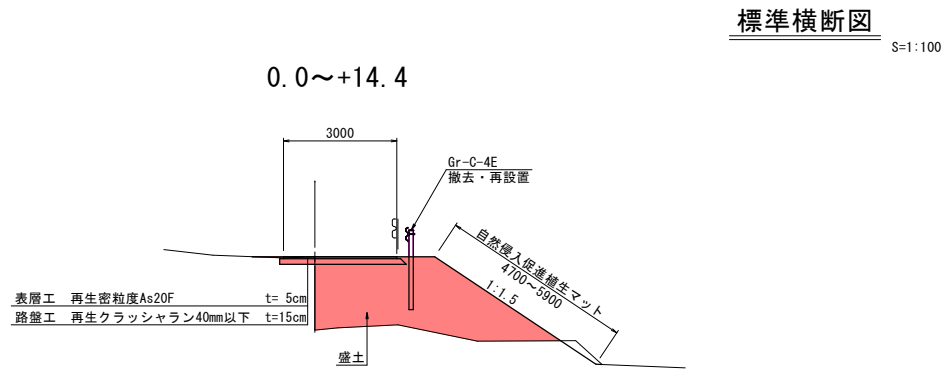 標準横断図
S=1:100
0.0～+14.4
3000
Gr-C-4E
撤去・再設置
自然侵入促進植生マット
4700～5900
1:1.5
表層工 再生密粒度As20F t= 5cm
路盤工 再生クラッシャラン40mm以下 t=15cm
盛土